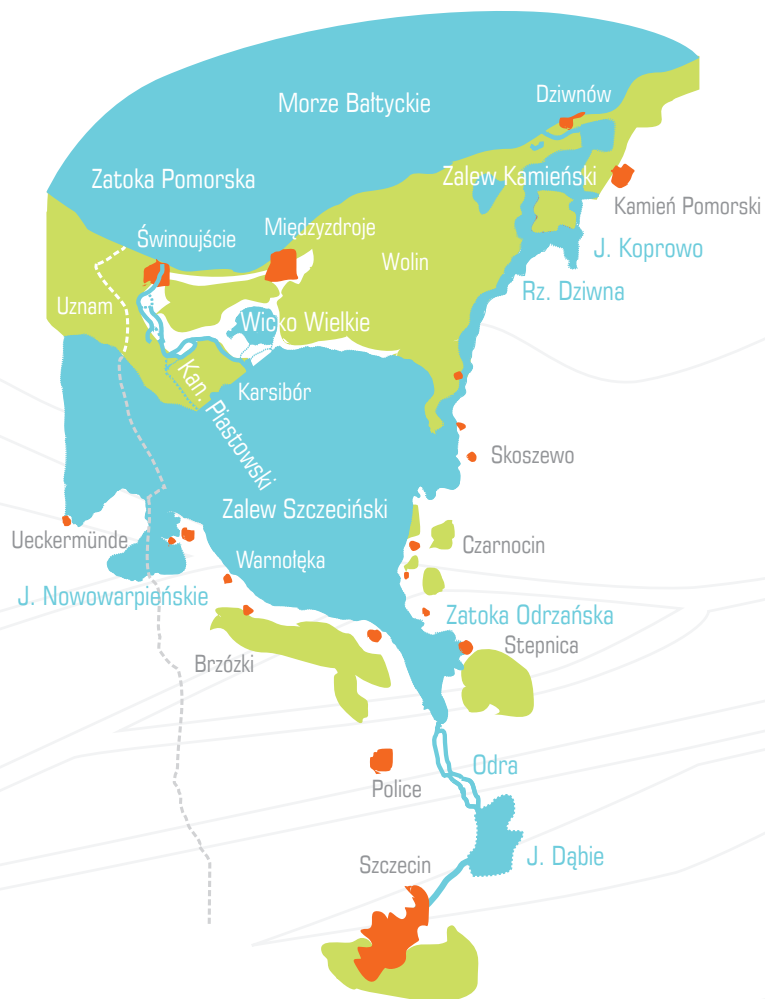 Dziwnów
Morze Bałtyckie
Zatoka Pomorska
Zalew Kamieński
Kamień Pomorski
Międzyzdroje
Świnoujście
J. Koprowo
Wolin
Rz. Dziwna
Uznam
Wicko Wielkie
Karsibór
Kan. Piastowski
Skoszewo
Zalew Szczeciński
Ueckermünde
Czarnocin
Warnołęka
J. Nowowarpieńskie
Zatoka Odrzańska
Stepnica
Brzózki
Odra
Police
J. Dąbie
Szczecin